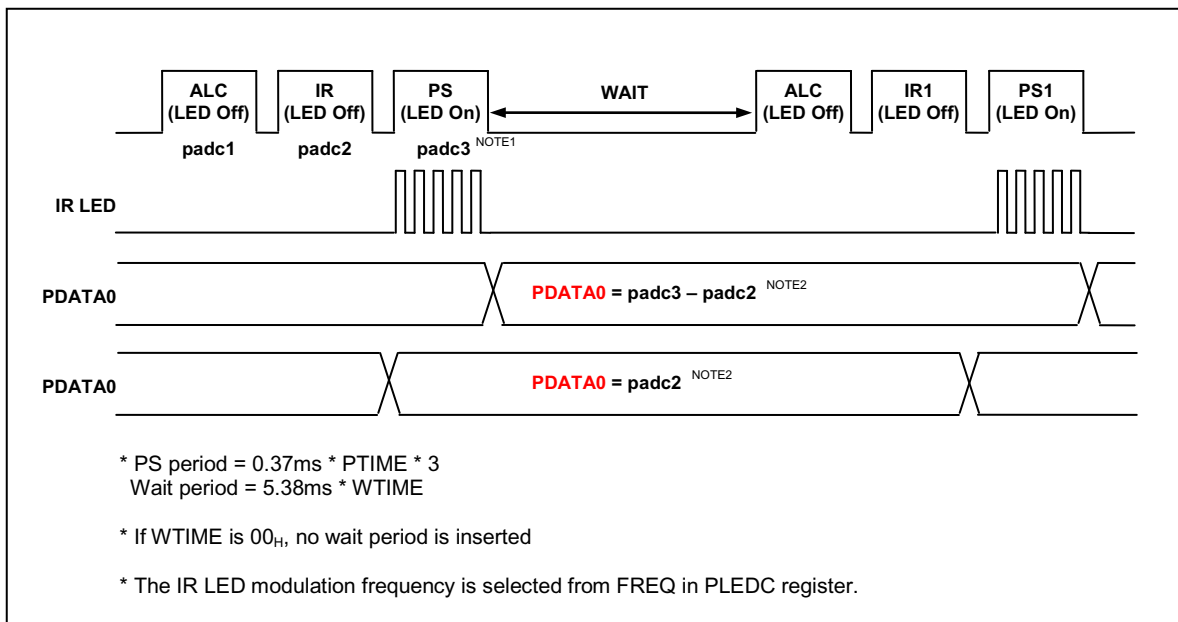 ALC IR PS WAIT ALC IR1 PS1
(LED Off) (LED Off) (LED On) (LED Off) (LED Off) (LED On)
padc1 padc2 padc3 NOTE1
IR LED
PDATA0 PDATA0 = padc3 – padc2 NOTE2
PDATA0 PDATA0 = padc2 NOTE2
* PS period = 0.37ms * PTIME * 3
Wait period = 5.38ms * WTIME
* If WTIME is 00H, no wait period is inserted
* The IR LED modulation frequency is selected from FREQ in PLEDC register.